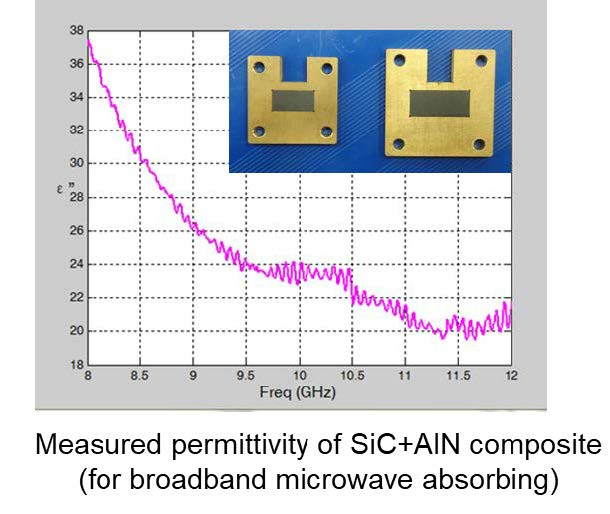 38
36
34
32
30
28
26
24
22
20
18
ε ”
8 8.5 9 9.5 10 10.5 11 11.5 12
Freq (GHz)
Measured permittivity of SiC+AlN composite
(for broadband microwave absorbing)